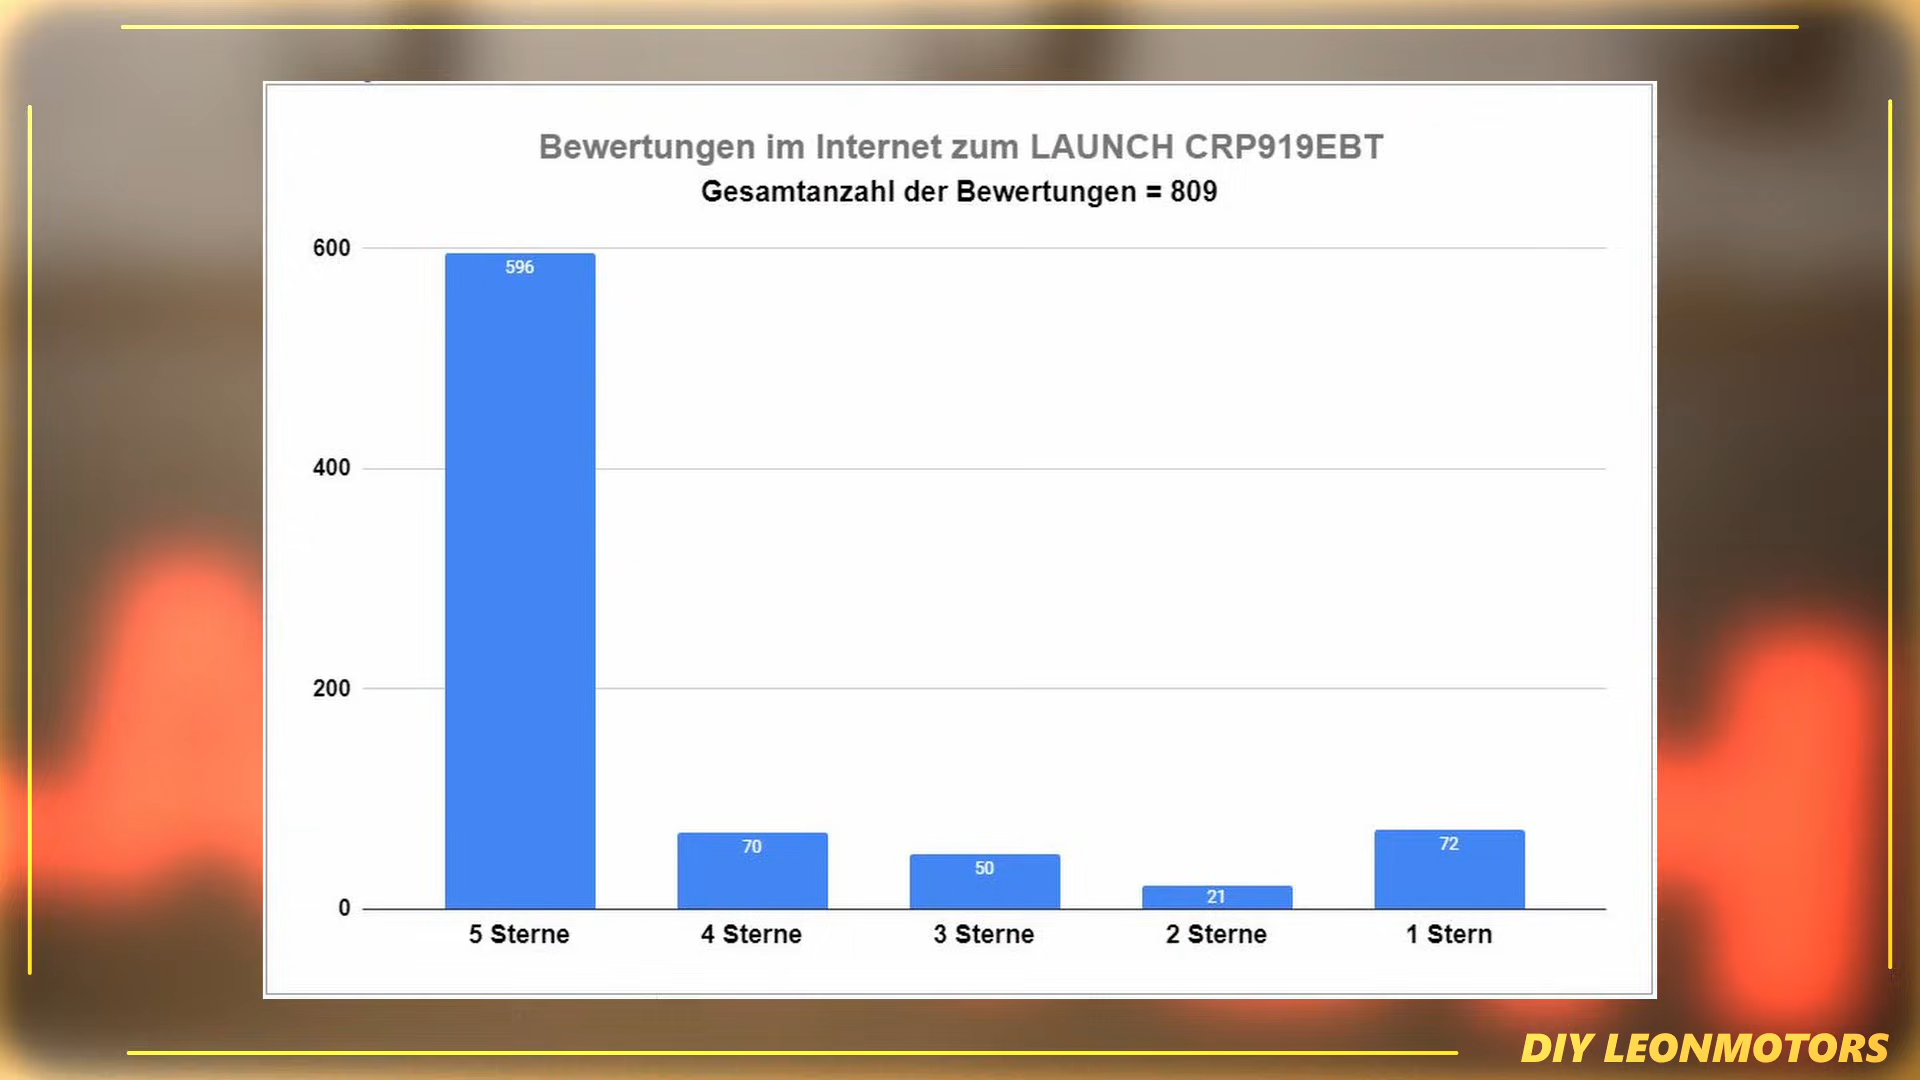 Bewertungen im Internet zum LAUNCH CRP919EBT
Gesamtanzahl der Bewertungen = 809
600
596
400
200
70
50
21
72
0
5 Sterne
4 Sterne
3 Sterne
2 Sterne
1 Stern
DIY LEONMOTORS